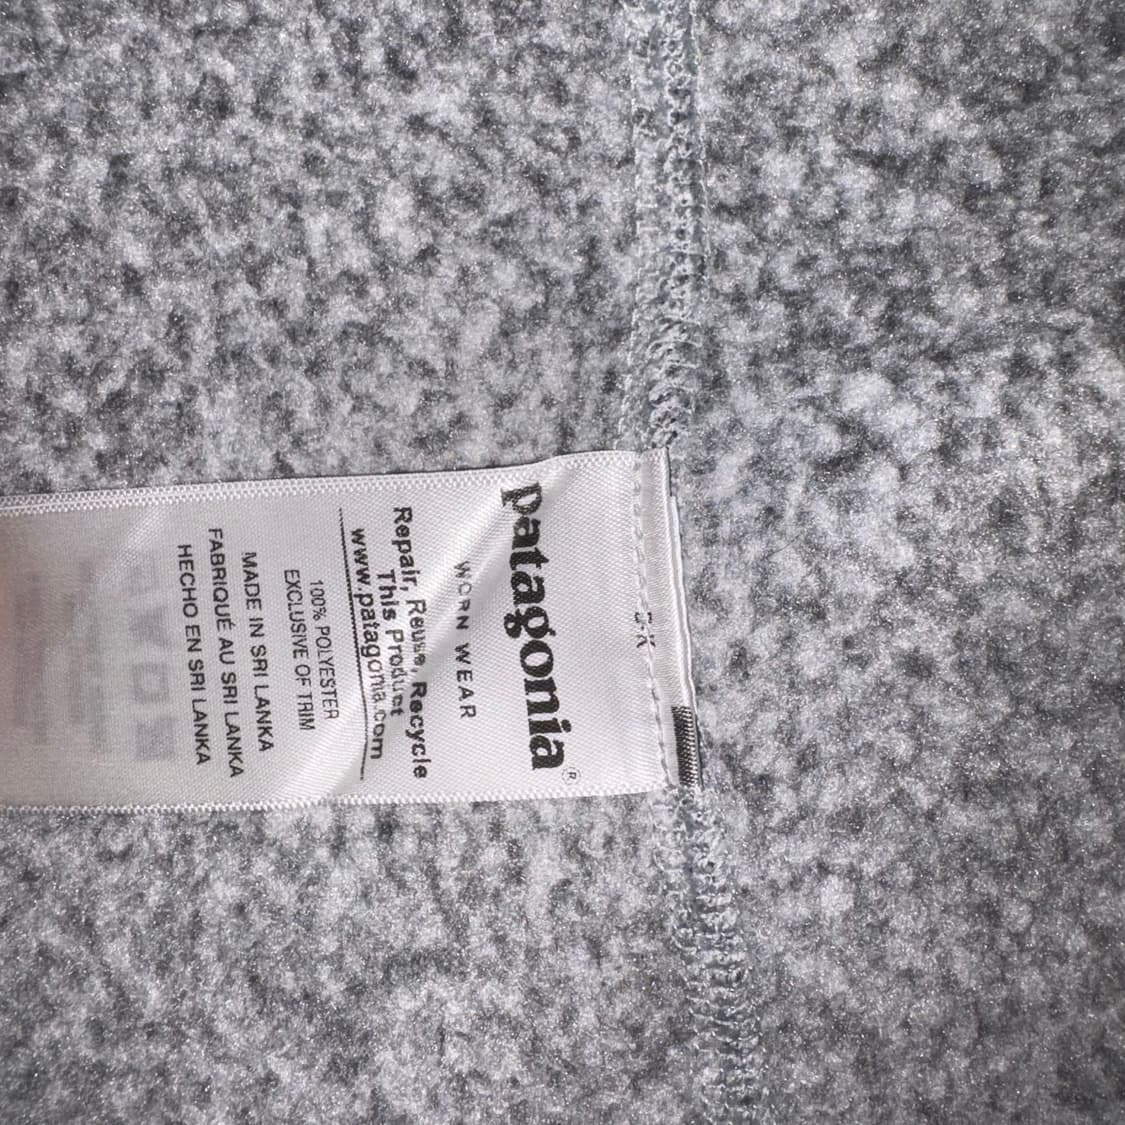 patagonia®
WORN WEAR
Repair, Reuse, Recycle
This Product
www.patagonia.com
100% POLYESTER
EXCLUSIVE OF TRIM
MADE IN SRI LANKA
FABRIQUÉ AU SRI LANKA
HECHO EN SRI LANKA